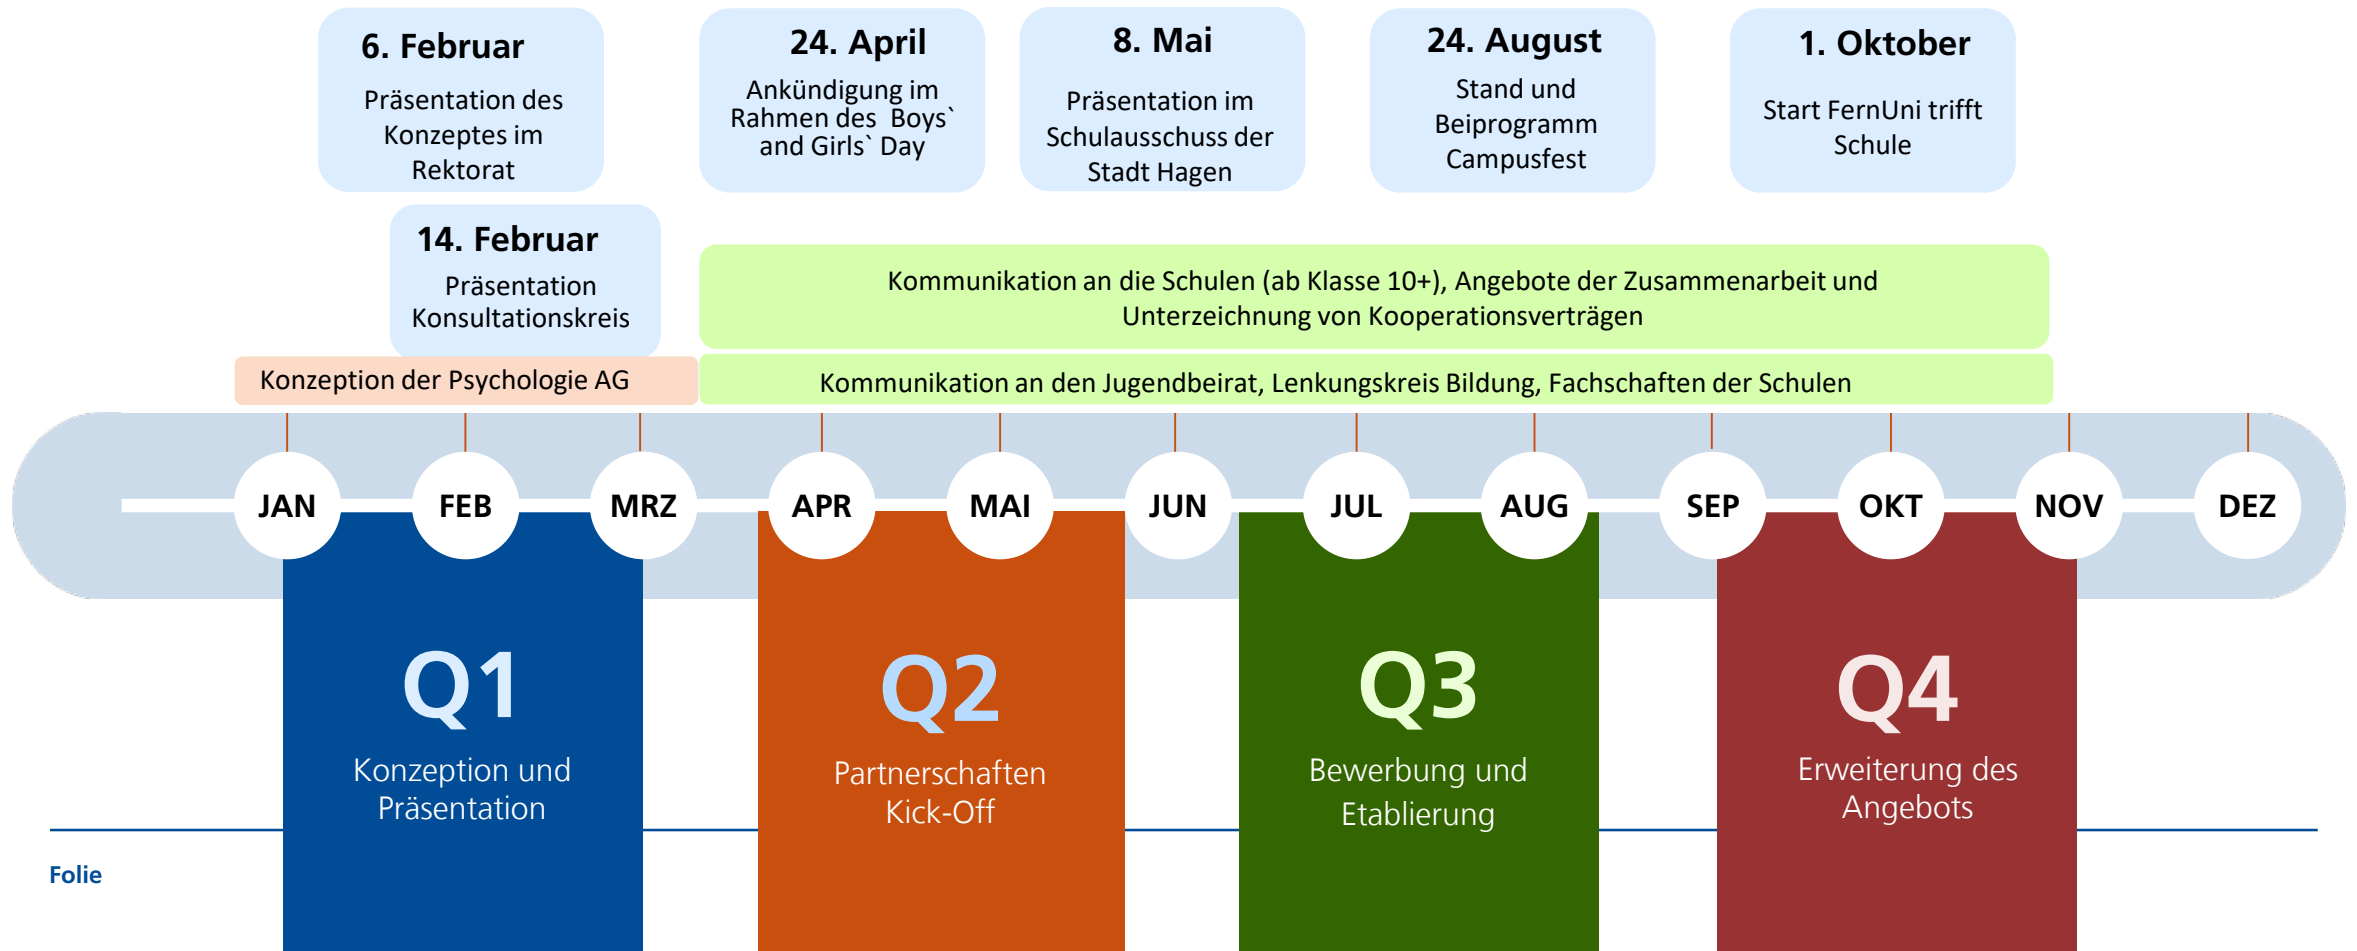 6. Februar
Präsentation des
Konzeptes im
Rektorat
24. April
Ankündigung im
Rahmen des Boys`
and Girls` Day
8. Mai
Präsentation im
Schulausschuss der
Stadt Hagen
24. August
Stand und
Beiprogramm
Campusfest
1. Oktober
Start FernUni trifft
Schule
14. Februar
Präsentation
Konsultationskreis
Kommunikation an die Schulen (ab Klasse 10+), Angebote der Zusammenarbeit und
Unterzeichnung von Kooperationsverträgen
Konzeption der Psychologie AG
Kommunikation an den Jugendbeirat, Lenkungskreis Bildung, Fachschaften der Schulen
JAN FEB MRZ APR MAI JUN JUL AUG SEP OKT NOV DEZ
Q1
Konzeption und
Präsentation
Q2
Partnerschaften
Kick-Off
Q3
Bewerbung und
Etablierung
Q4
Erweiterung des
Angebots
Folie